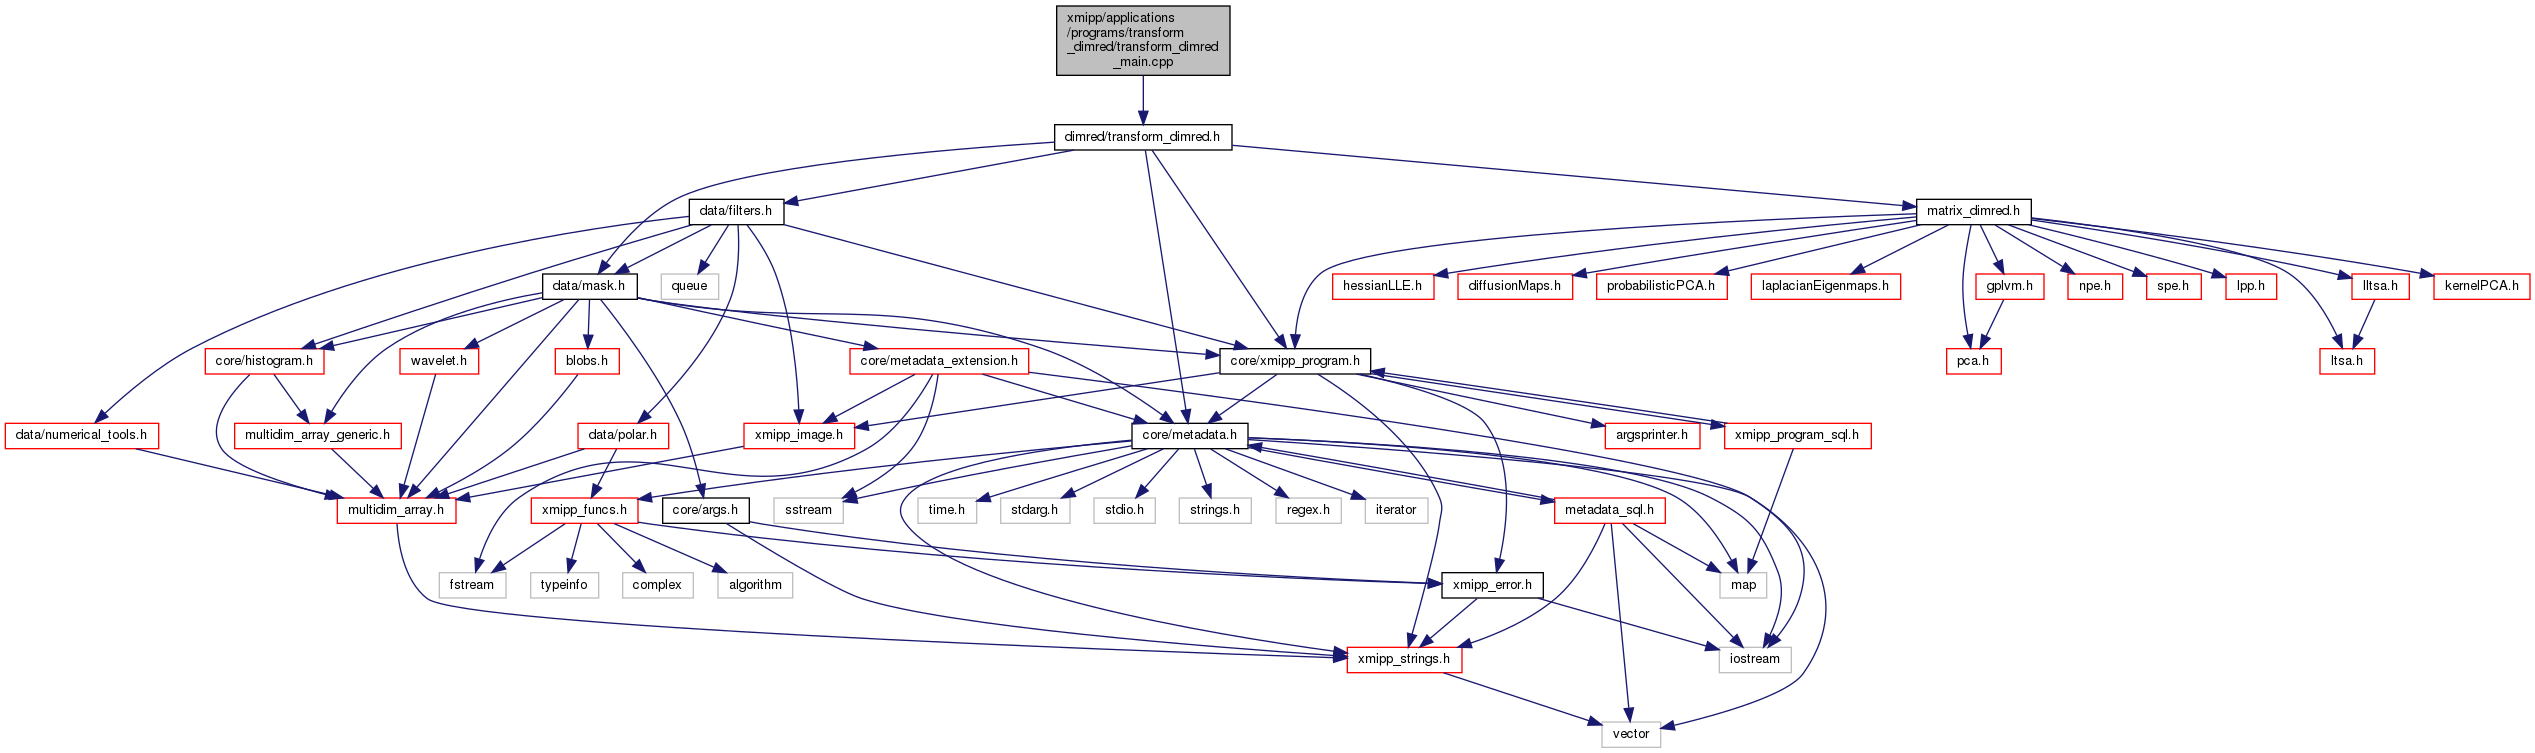 xmipp/applications
/programs/transform
_dimred/transform_dimred
_main.cpp
dimred/transform_dimred.h
data/filters.h
matrix_dimred.h
data/mask.h
queue
hessianLLE.h
diffusionMaps.h
probabilisticPCA.h
laplacianEigenmaps.h
gplvm.h
npe.h
spe.h
lpp.h
lltsa.h
kernelPCA.h
core/histogram.h
wavelet.h
blobs.h
core/metadata_extension.h
core/xmipp_program.h
pca.h
ltsa.h
data/numerical_tools.h
multidim_array_generic.h
data/polar.h
xmipp_image.h
core/metadata.h
argsprinter.h
xmipp_program_sql.h
multidim_array.h
xmipp_funcs.h
core/args.h
sstream
time.h
stdarg.h
stdio.h
strings.h
regex.h
iterator
metadata_sql.h
fstream
typeinfo
complex
algorithm
xmipp_error.h
map
xmipp_strings.h
iostream
vector